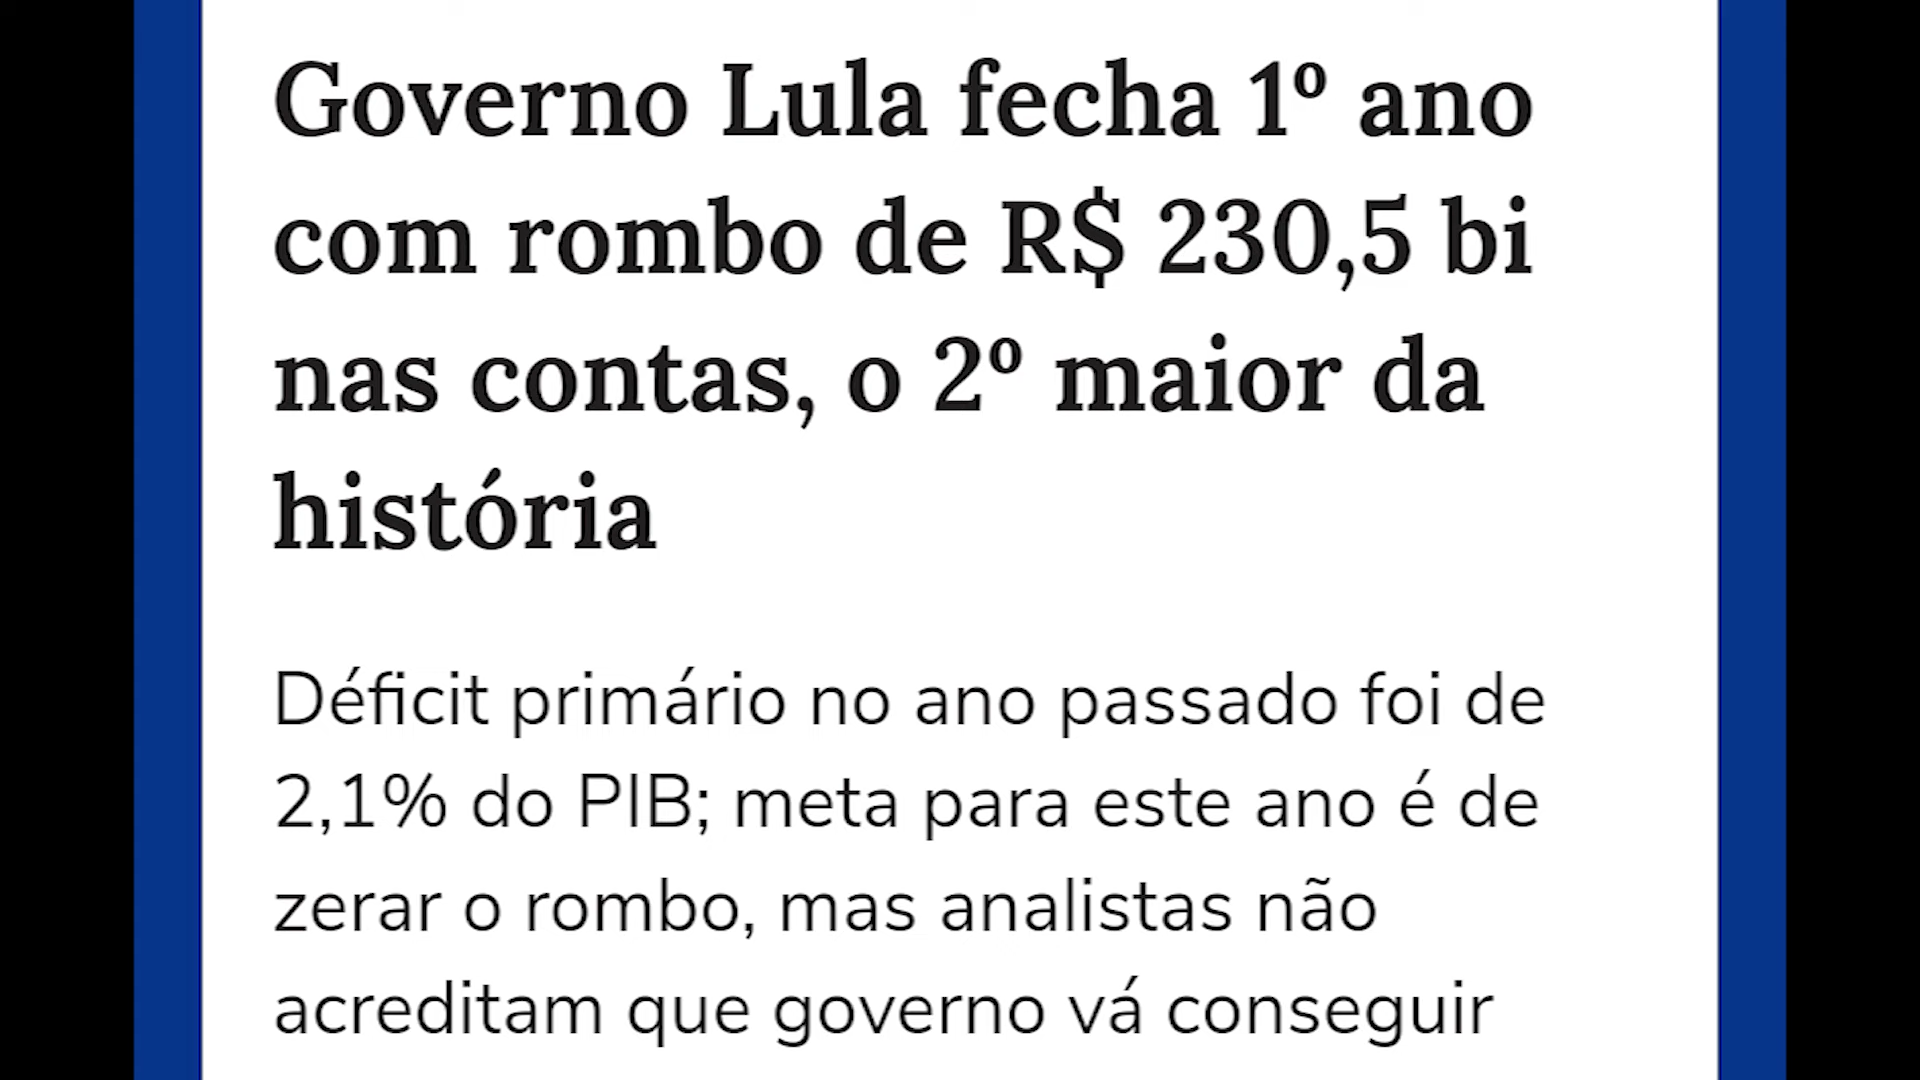 Governo Lula fecha 1º ano
com rombo de R$ 230,5 bi
nas contas, o 2º maior da
história
Déficit primário no ano passado foi de
2,1% do PIB; meta para este ano é de
zerar o rombo, mas analistas não
acreditam que governo vá conseguir